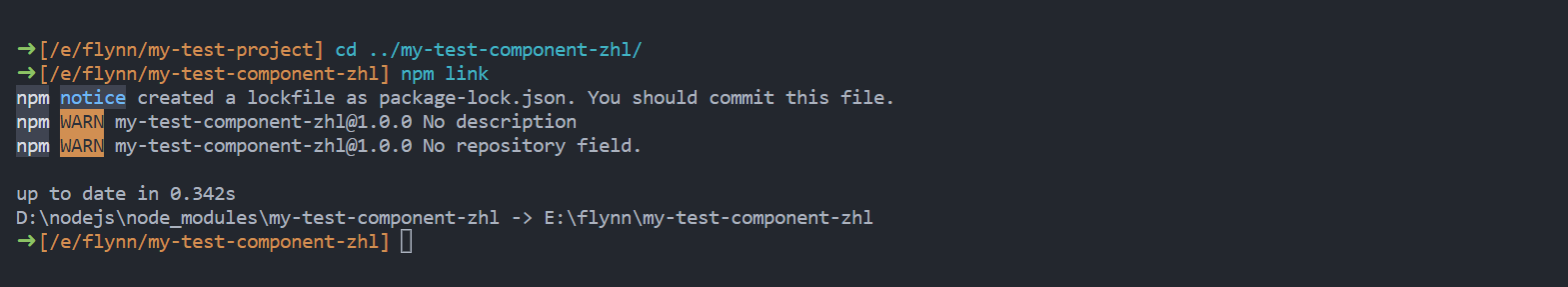 ➜[/e/flynn/my-test-project] cd ../my-test-component-zhl/
➜[/e/flynn/my-test-component-zhl] npm link
npm notice created a lockfile as package-lock.json. You should commit this file.
npm WARN my-test-component-zhl@1.0.0 No description
npm WARN my-test-component-zhl@1.0.0 No repository field.
up to date in 0.342s
D:\nodejs\node_modules\my-test-component-zhl -> E:\flynn\my-test-component-zhl
➜[/e/flynn/my-test-component-zhl]